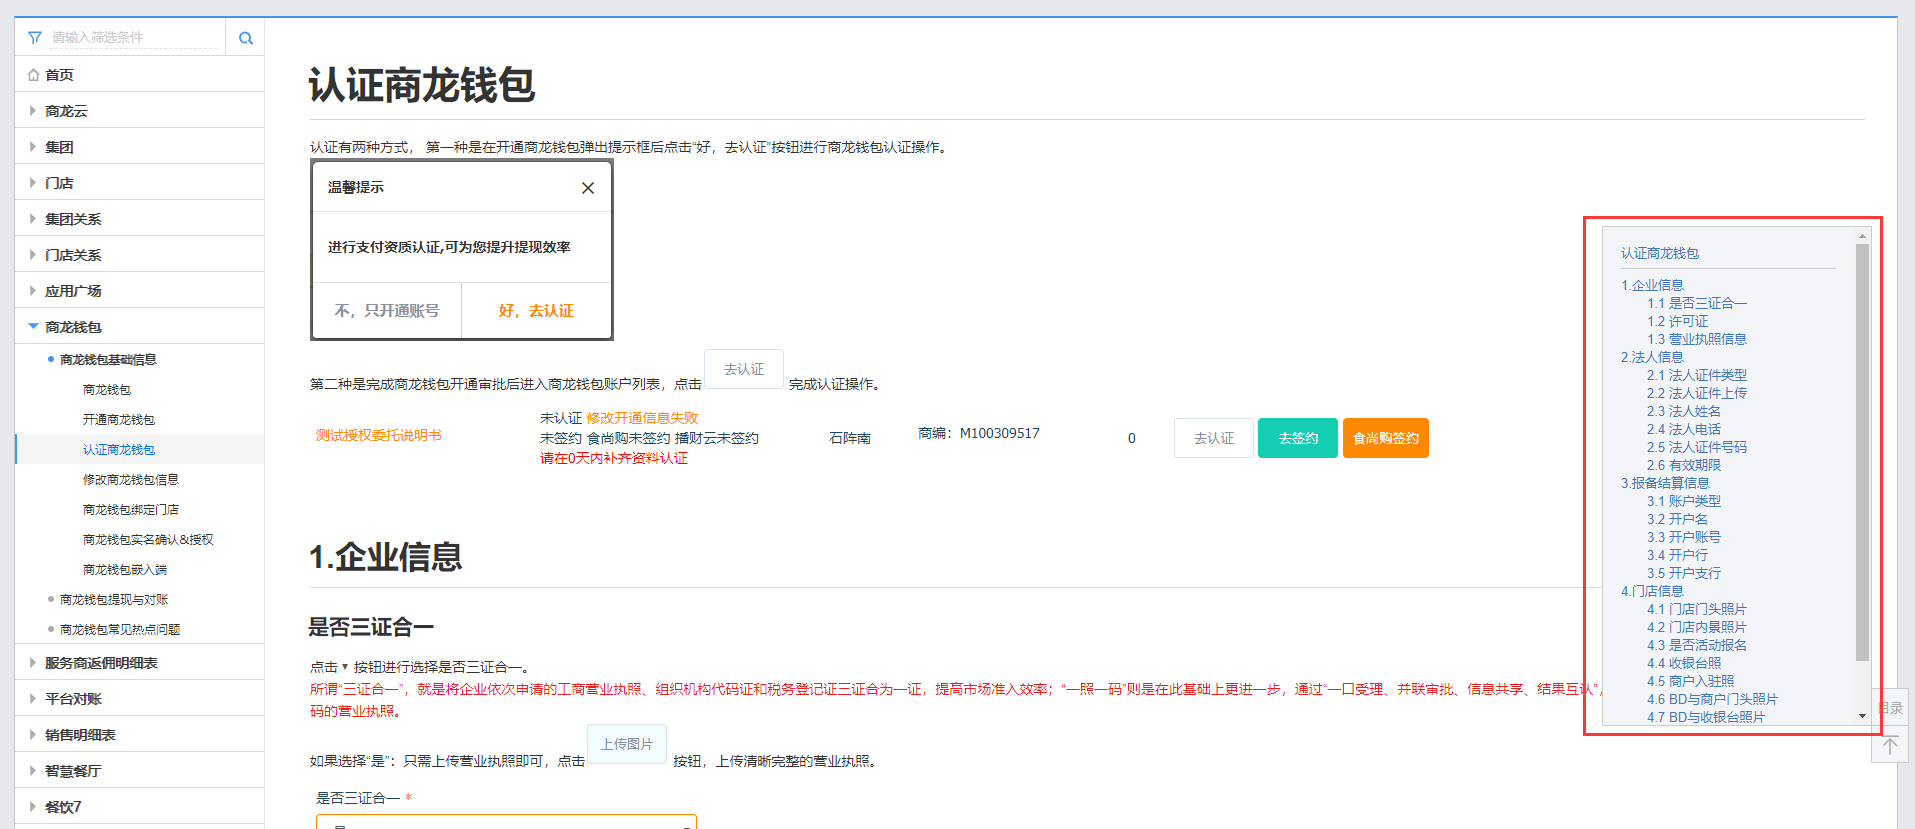 请输入筛选条件
首页
商龙云
集团
门店
集团关系
门店关系
应用广场
商龙钱包
商龙钱包基础信息
商龙钱包
开通商龙钱包
认证商龙钱包
修改商龙钱包信息
商龙钱包绑定门店
商龙钱包实名确认&授权
商龙钱包嵌入端
商龙钱包提现与对账
商龙钱包常见热点问题
服务商返佣明细表
平台对账
销售明细表
智慧餐厅
餐饮7
认证商龙钱包
认证有两种方式， 第一种是在开通商龙钱包弹出提示框后点击“好，去认证”按钮进行商龙钱包认证操作。
温馨提示
进行支付资质认证,可为您提升提现效率
不，只开通账号
好，去认证
第二种是完成商龙钱包开通审批后进入商龙钱包账户列表，点击 去认证 完成认证操作。
测试授权委托说明书
未认证 修改开通信息失败
未签约 食尚购未签约 播财云未签约
请在0天内补齐资料认证
石阵南
商编：M100309517
0
去认证
去签约
食尚购签约
1.企业信息
是否三证合一
点击 ▾ 按钮进行选择是否三证合一。
所谓“三证合一”，就是将企业依次申请的工商营业执照、组织机构代码证和税务登记证三证合为一证，提高市场准入效率；“一照一码”则是在此基础上更进一步，通过“一口受理、并联审批、信息共享、结果互认”，
码的营业执照。
如果选择“是”：只需上传营业执照即可，点击 上传图片 按钮，上传清晰完整的营业执照。
是否三证合一 *
认证商龙钱包
1.企业信息
1.1 是否三证合一
1.2 许可证
1.3 营业执照信息
2.法人信息
2.1 法人证件类型
2.2 法人证件上传
2.3 法人姓名
2.4 法人电话
2.5 法人证件号码
2.6 有效期限
3.报备结算信息
3.1 账户类型
3.2 开户名
3.3 开户账号
3.4 开户行
3.5 开户支行
4.门店信息
4.1 门店门头照片
4.2 门店内景照片
4.3 是否活动报名
4.4 收银台照
4.5 商户入驻照
4.6 BD与商户门头照片
4.7 BD与收银台照片
目录